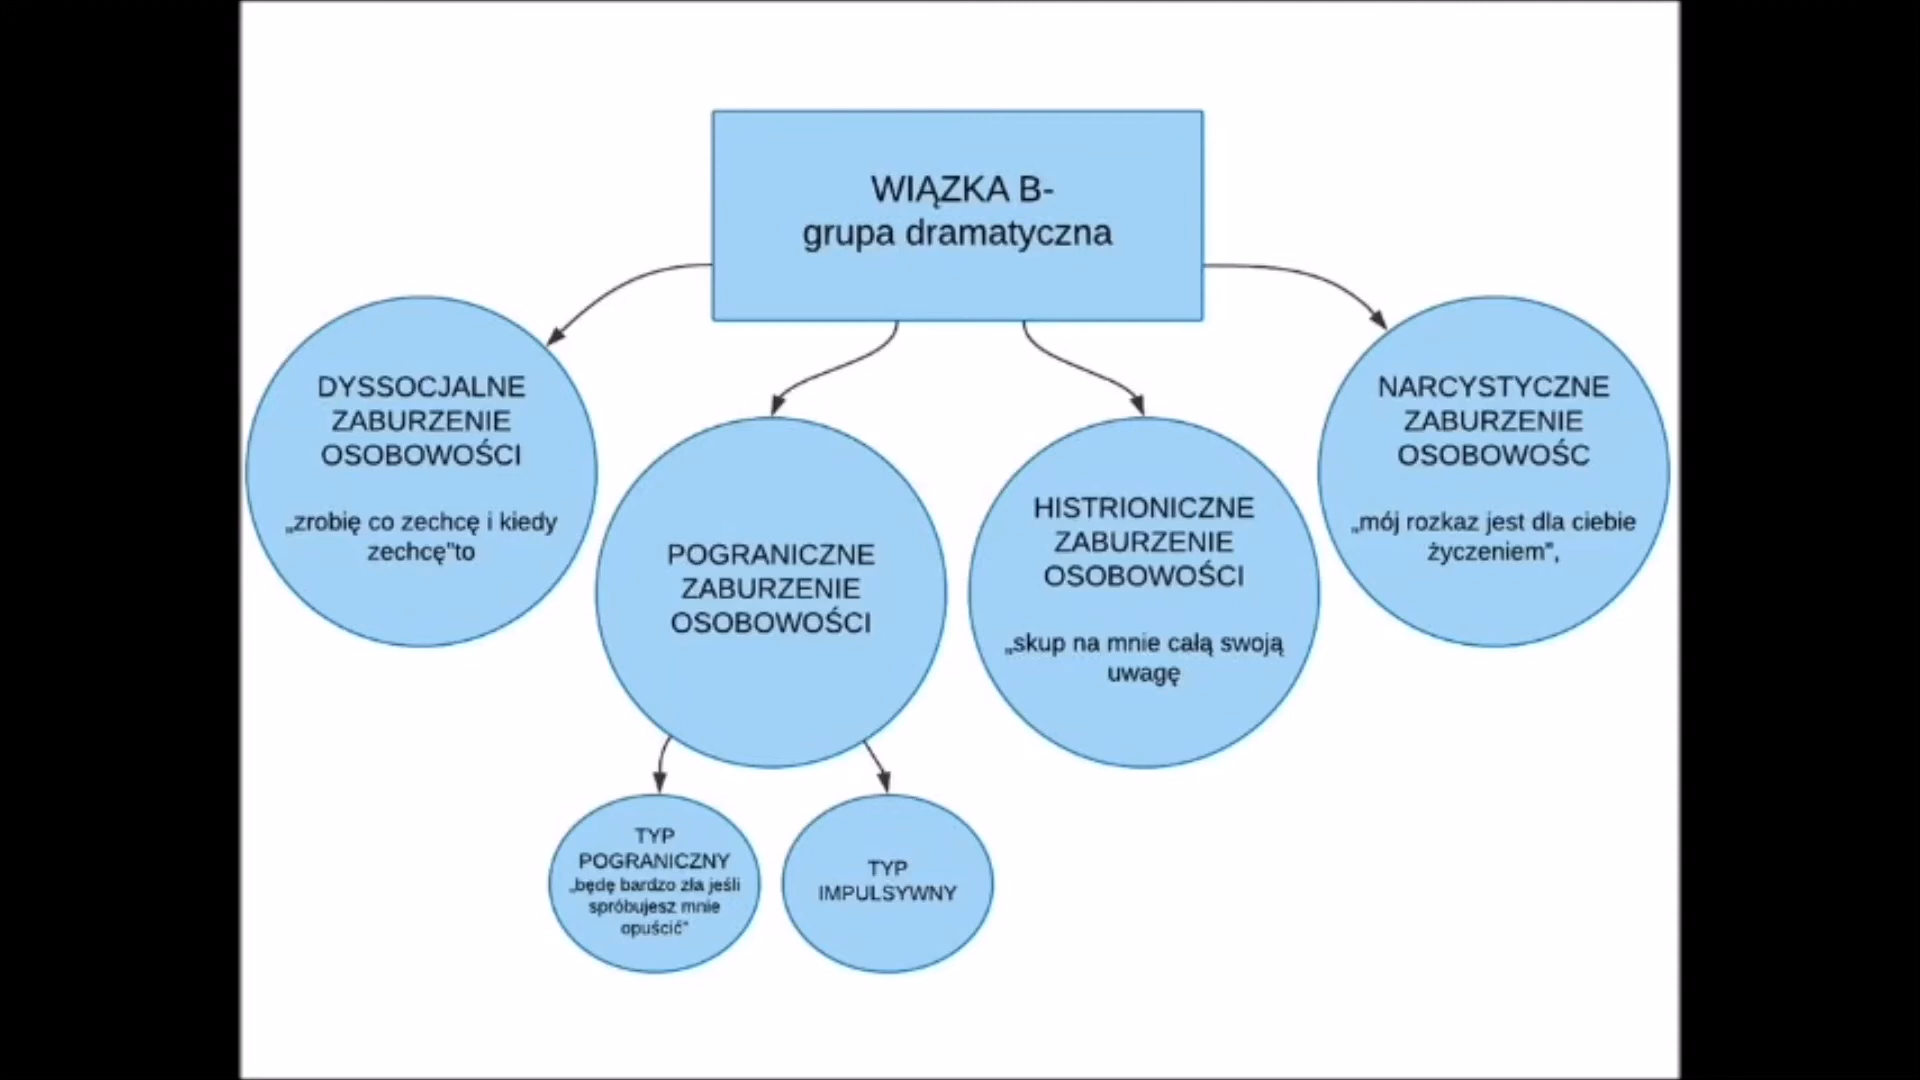 WIĄZKA B-
grupa dramatyczna
DYSSOCJALNE
ZABURZENIE
OSOBOWOŚCI
„zrobię co zechcę i kiedy
zechcę"to
POGRANICZNE
ZABURZENIE
OSOBOWOŚCI
HISTRIONICZNE
ZABURZENIE
OSOBOWOŚCI
„skup na mnie całą swoją
uwagę
NARCYSTYCZNE
ZABURZENIE
OSOBOWOŚC
„mój rozkaz jest dla ciebie
życzeniem",
TYP
POGRANICZNY
„będę bardzo zła jeśli
spróbujesz mnie
opuścić"
TYP
IMPULSYWNY